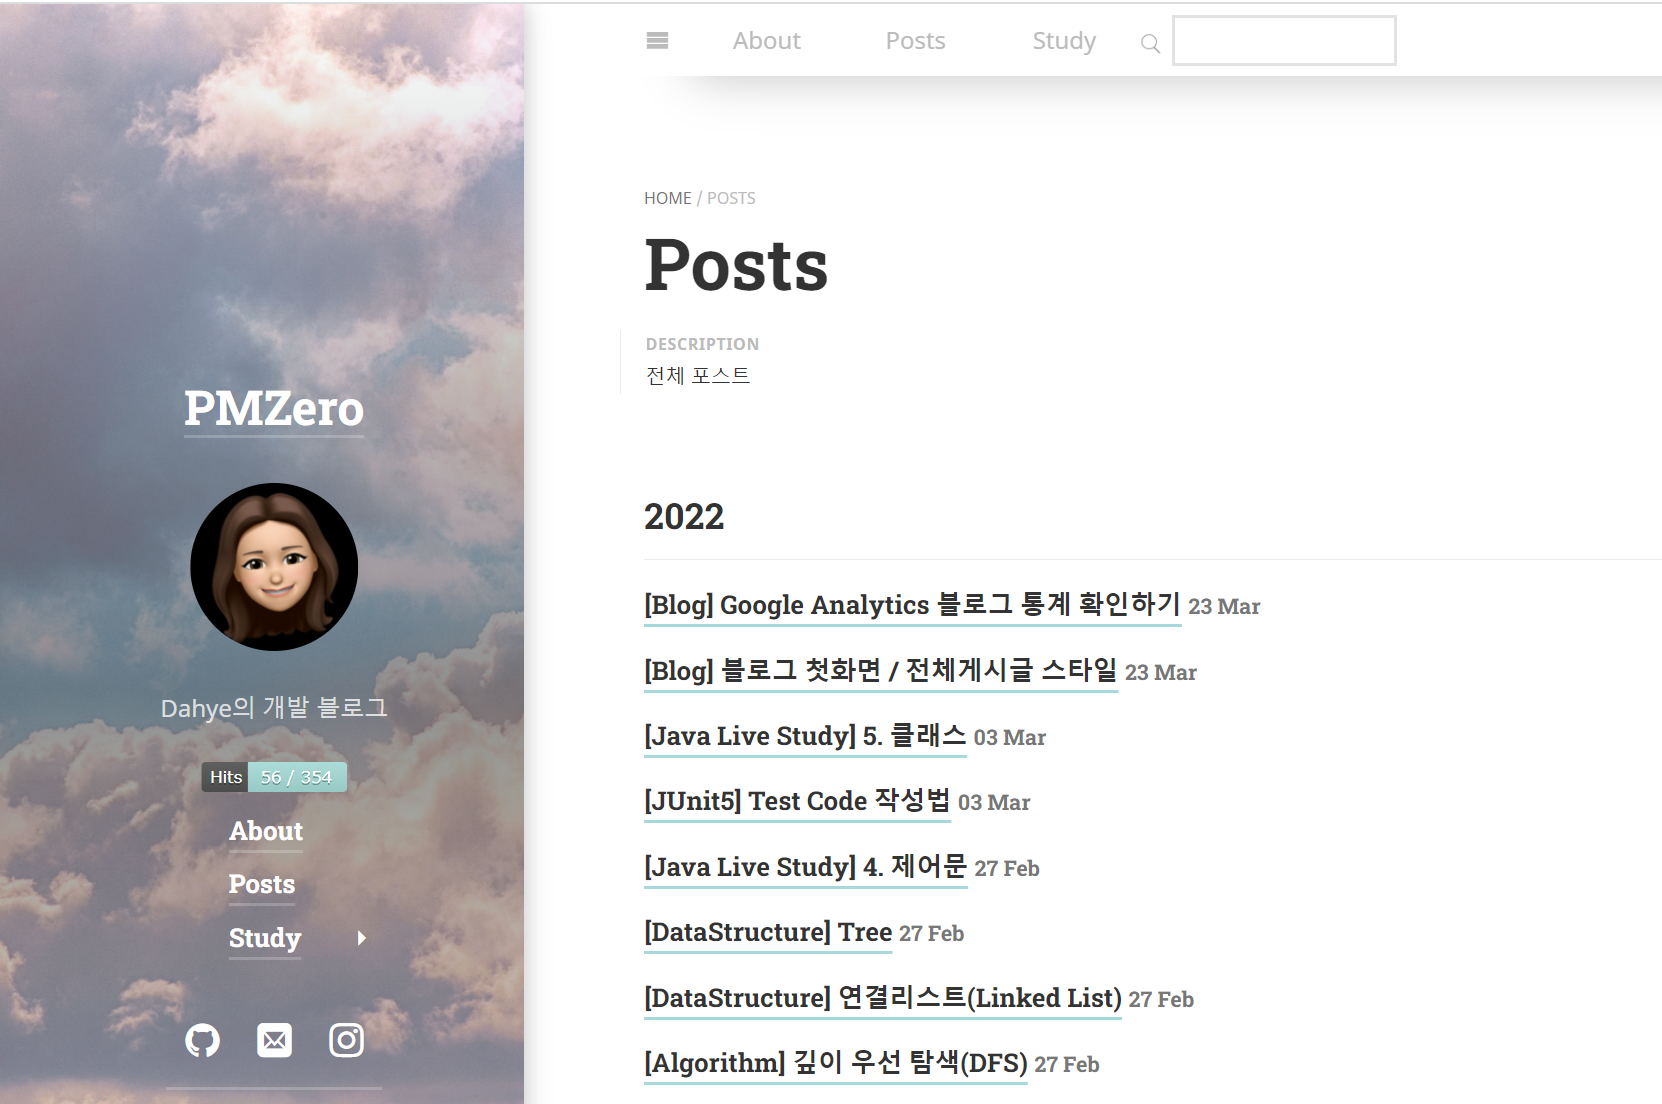 PMZero
Dahye의 개발 블로그
Hits 56 / 354
About
Posts
Study
About Posts Study
HOME / POSTS
Posts
DESCRIPTION
전체 포스트
2022
[Blog] Google Analytics 블로그 통계 확인하기 23 Mar
[Blog] 블로그 첫화면 / 전체게시글 스타일 23 Mar
[Java Live Study] 5. 클래스 03 Mar
[JUnit5] Test Code 작성법 03 Mar
[Java Live Study] 4. 제어문 27 Feb
[DataStructure] Tree 27 Feb
[DataStructure] 연결리스트(Linked List) 27 Feb
[Algorithm] 깊이 우선 탐색(DFS) 27 Feb